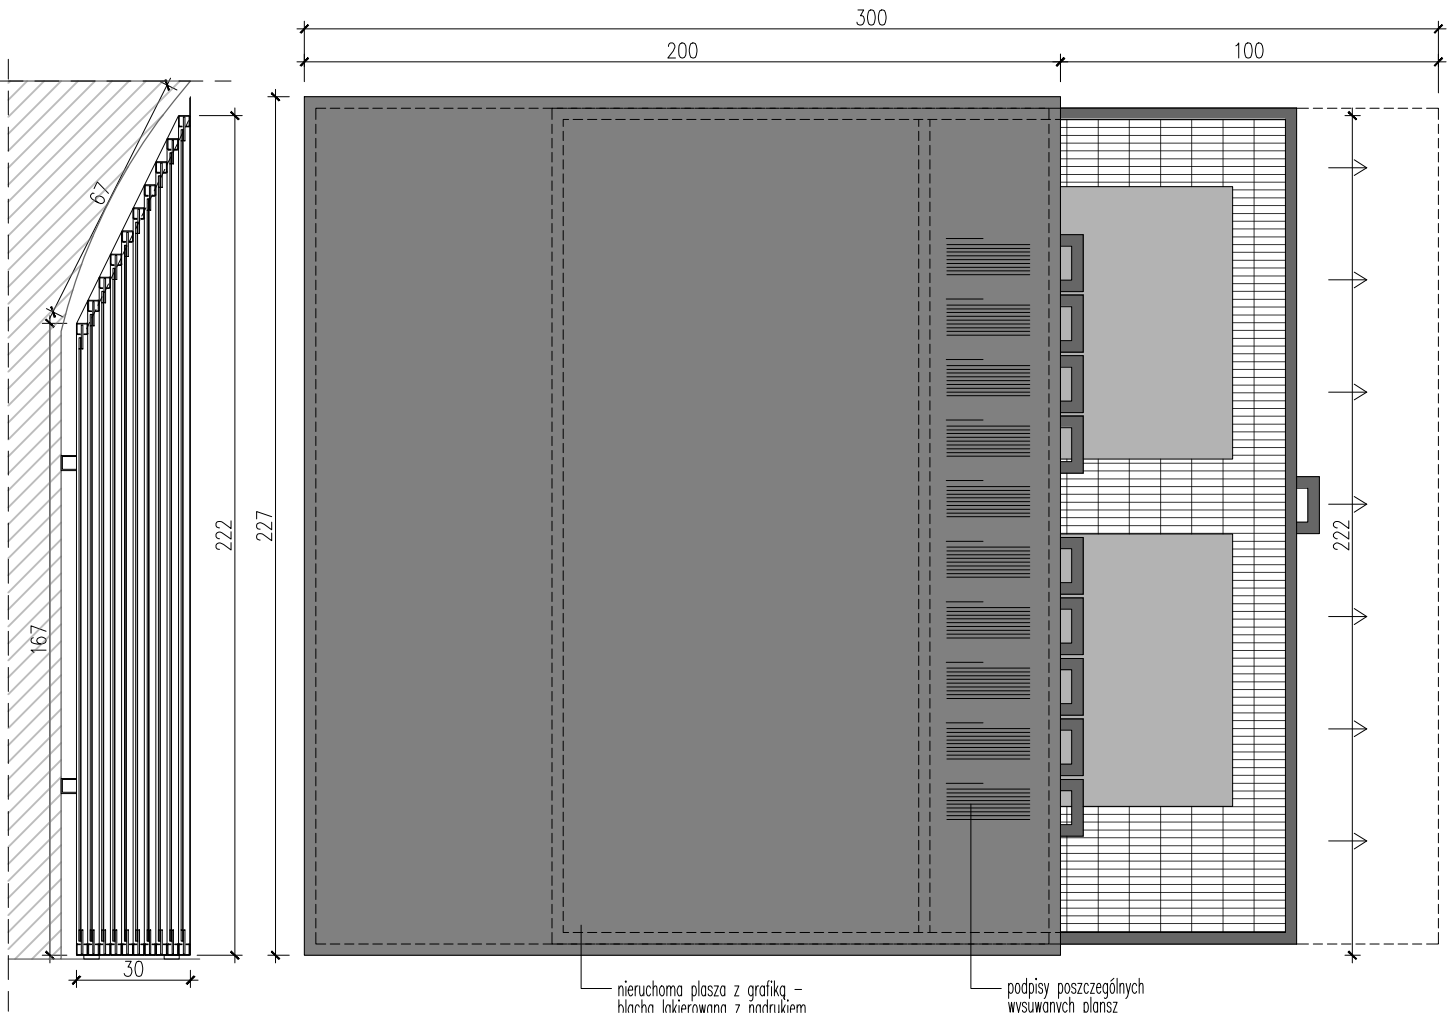 300
200
100
67
222
227
222
167
30
nieruchoma plasza z grafiką –
blacha lakierowana z nadrukiem
podpisy poszczególnych
wysuwanych plansz